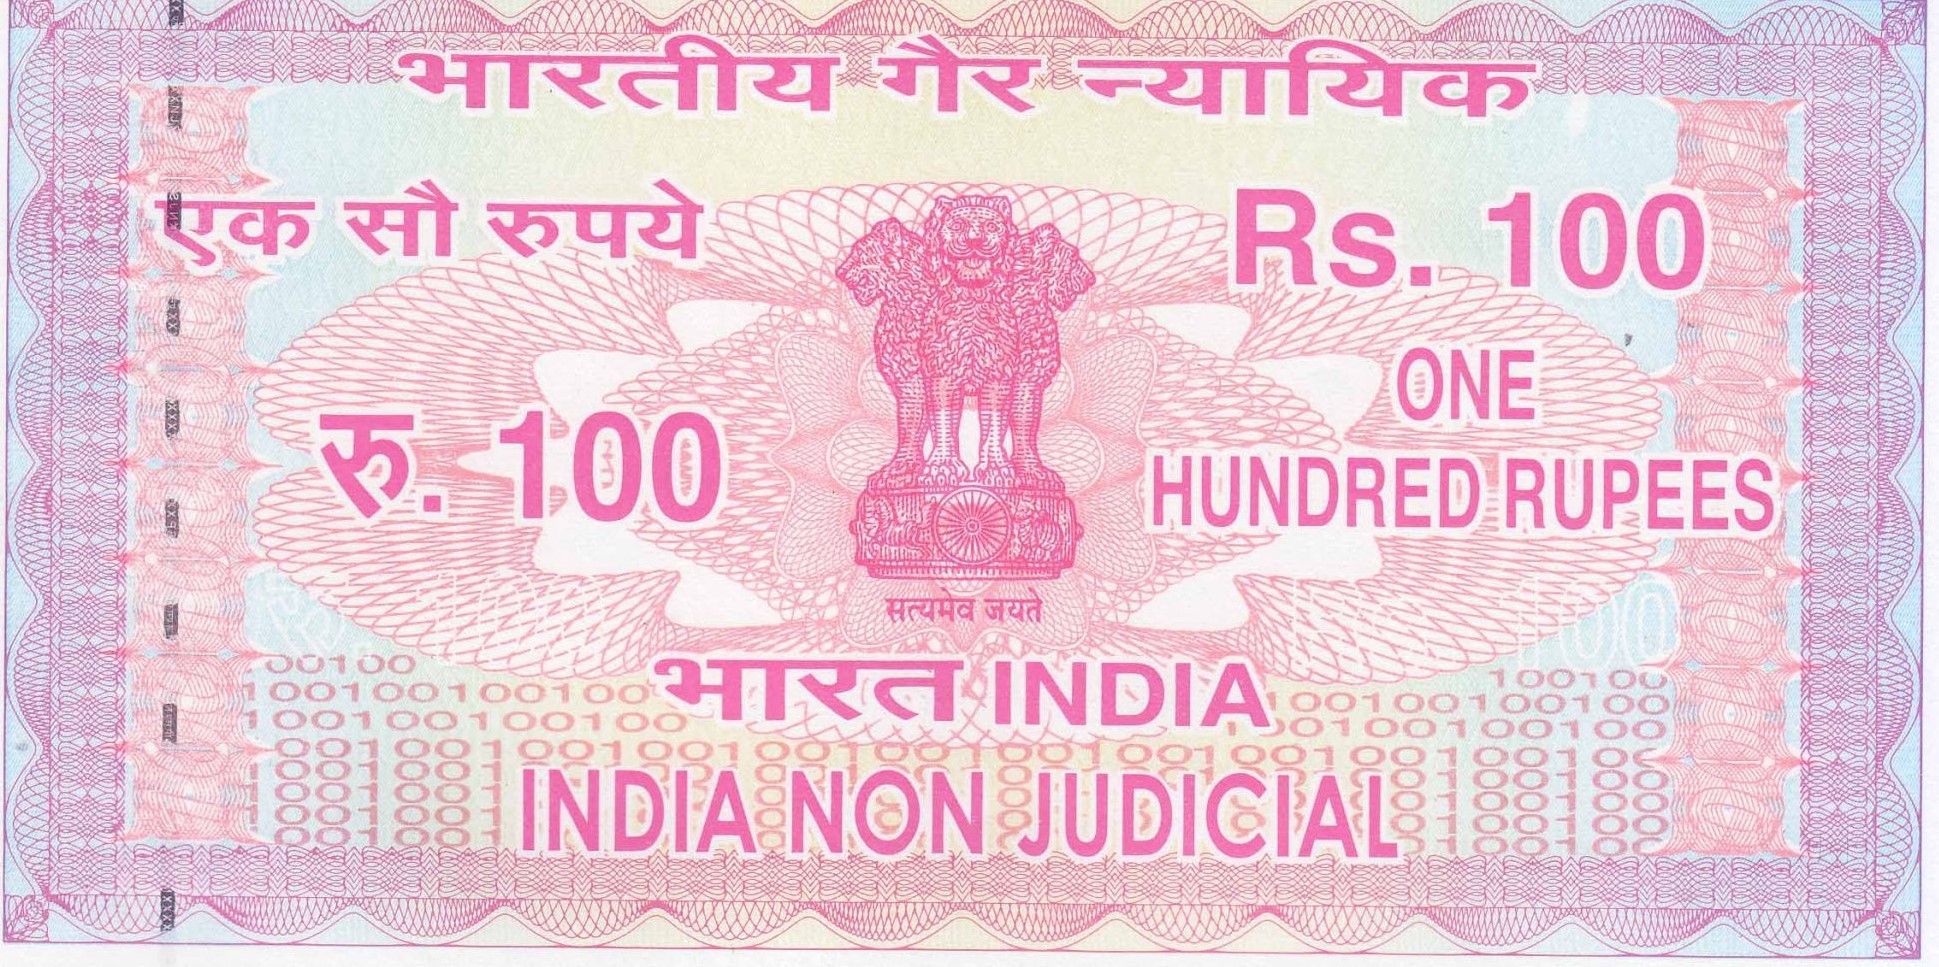 भारतीय गैर न्यायिक
एक सौ रुपये
Rs. 100
रु. 100
ONE
HUNDRED RUPEES
सत्यमेव जयते
भारत INDIA
INDIA NON JUDICIAL